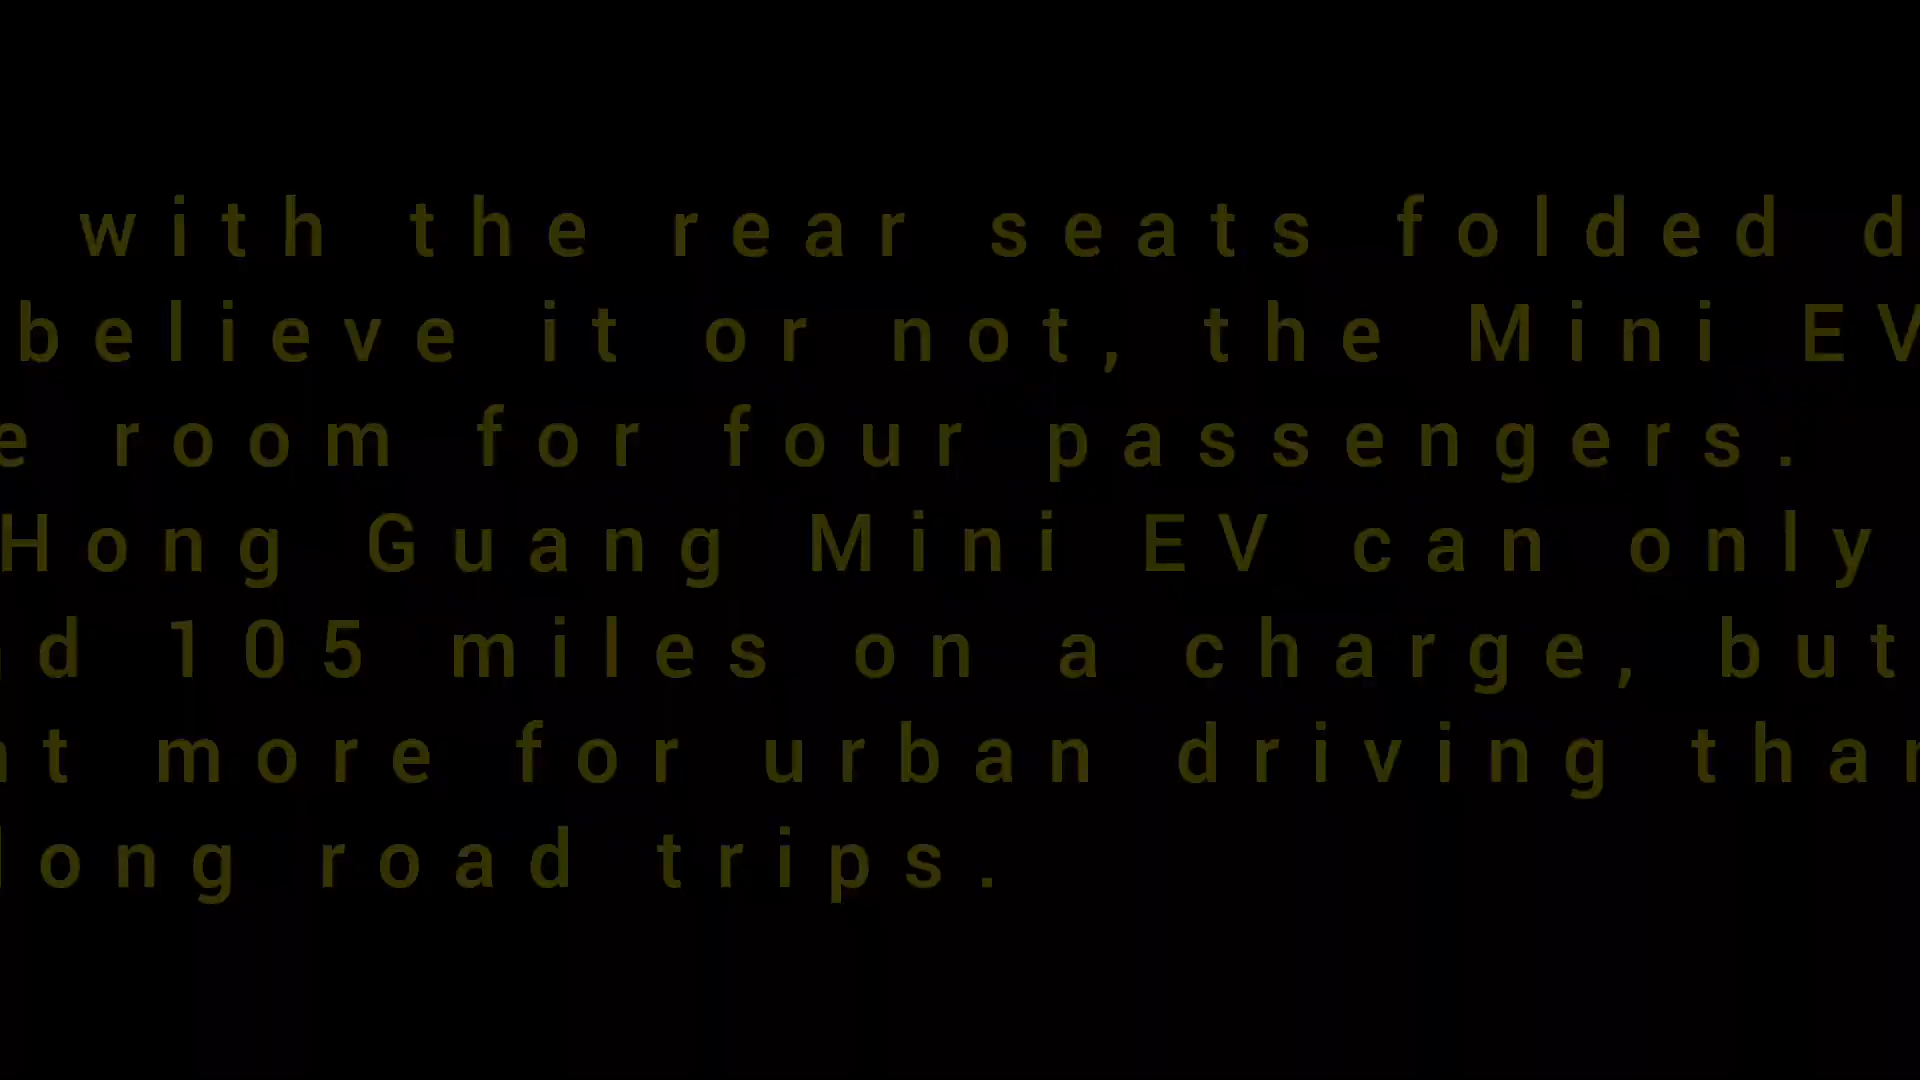 with the rear seats folded d
believe it or not, the Mini EV
e room for four passengers.
Hong Guang Mini EV can only
d 105 miles on a charge, but
t more for urban driving than
long road trips.